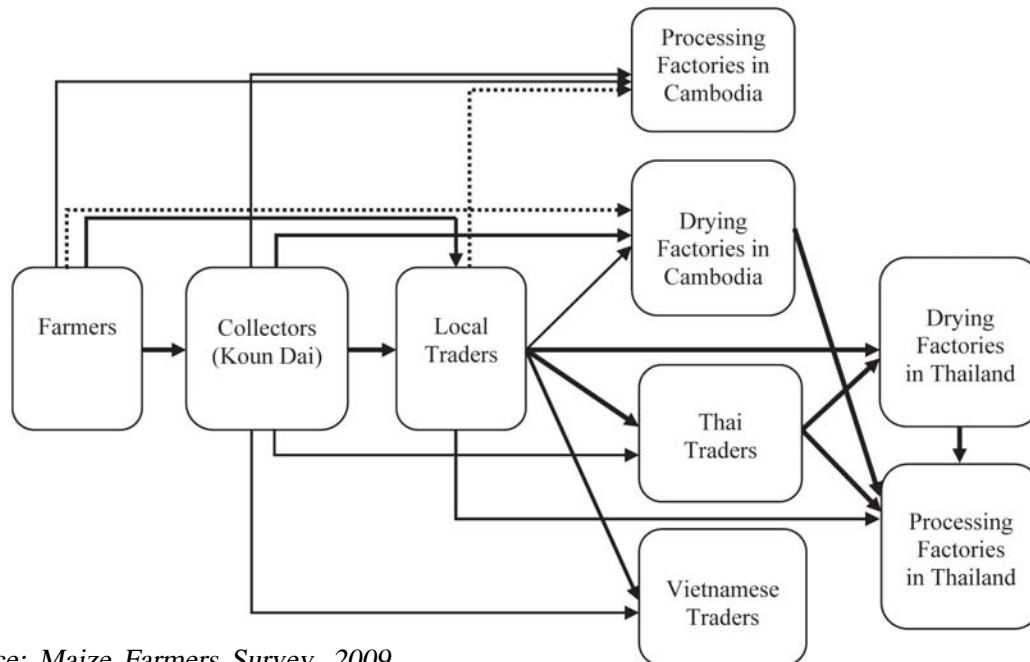 Processing
Factories in
Cambodia
Drying
Factories in
Cambodia
Farmers
Collectors
(Koun Dai)
Local
Traders
Drying
Factories
in Thailand
Thai
Traders
Processing
Factories
in Thailand
Vietnamese
Traders
ce: Maize Farmers Survey, 2009